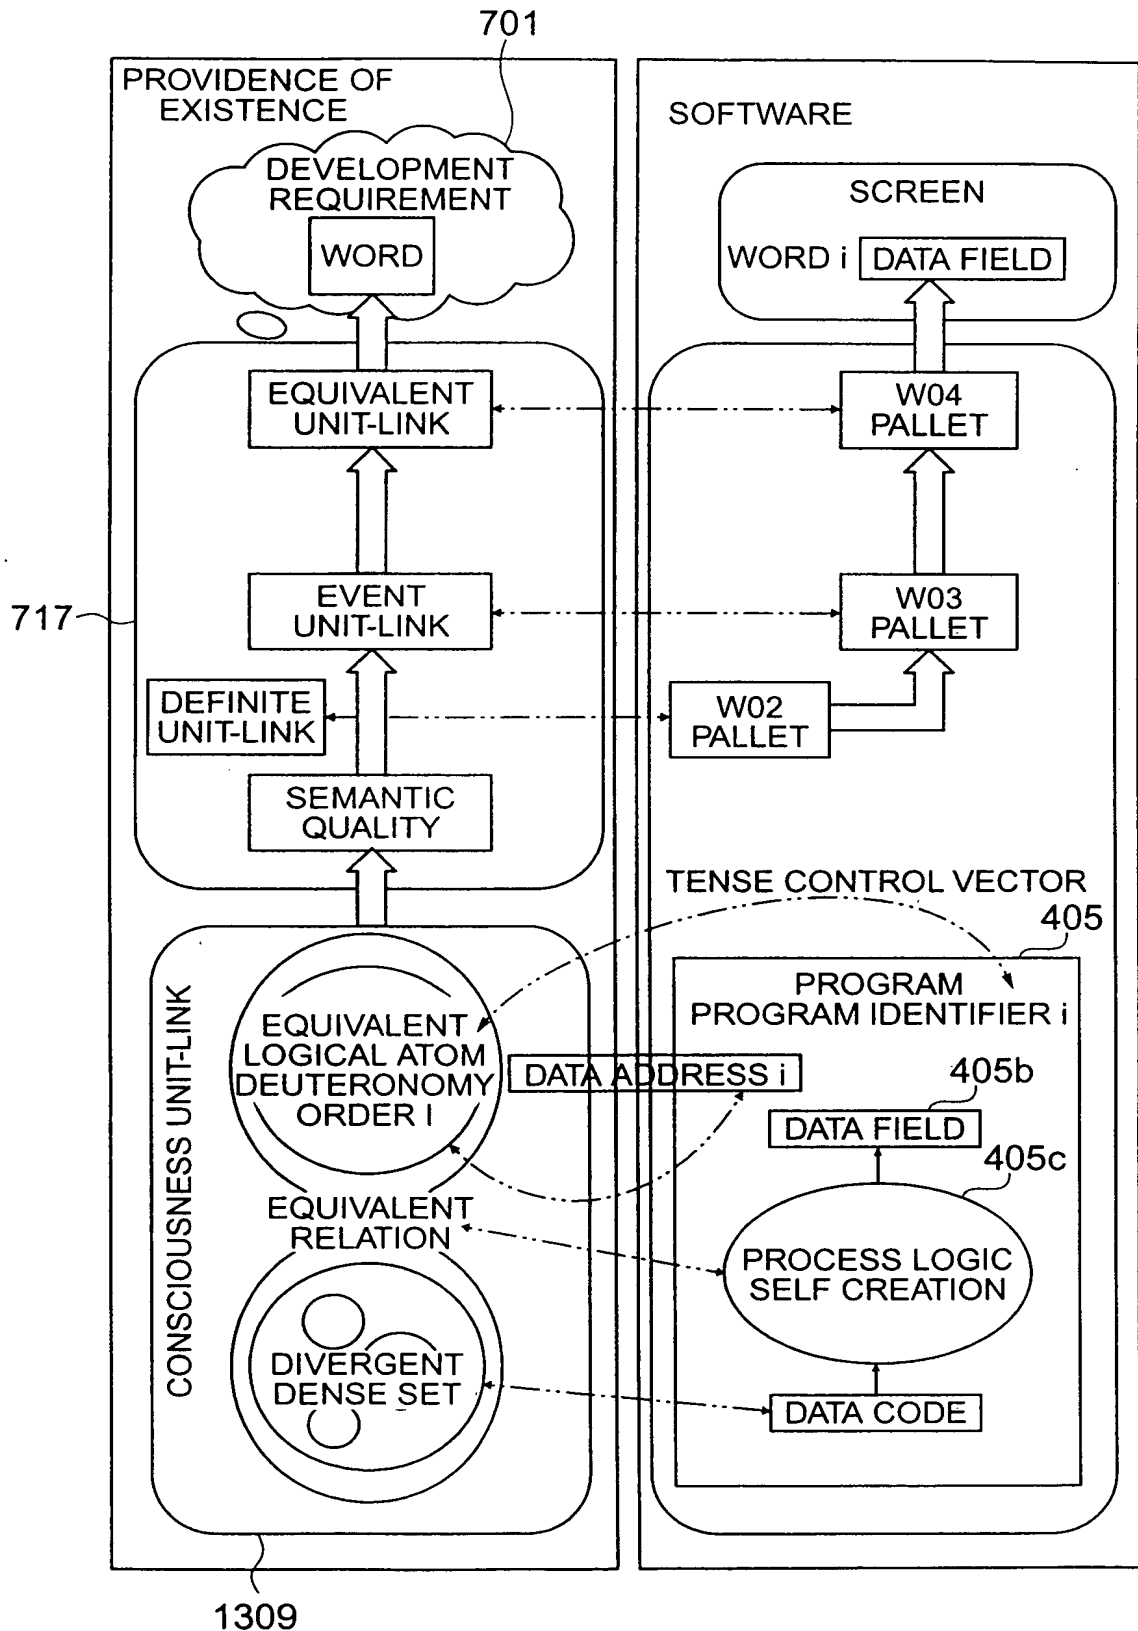 701
PROVIDENCE OF
EXISTENCE
DEVELOPMENT
REQUIREMENT
WORD
EQUIVALENT
UNIT-LINK
EVENT
UNIT-LINK
717
DEFINITE
UNIT-LINK
SEMANTIC
QUALITY
CONSCIOUSNESS UNIT-LINK
EQUIVALENT
LOGICAL ATOM
DEUTERONOMY
ORDER I
EQUIVALENT
RELATION
DIVERGENT
DENSE SET
1309
SOFTWARE
SCREEN
WORD i DATA FIELD
W04
PALLET
W03
PALLET
W02
PALLET
TENSE CONTROL VECTOR
405
PROGRAM
PROGRAM IDENTIFIER i
DATA ADDRESS i
405b
DATA FIELD
405c
PROCESS LOGIC
SELF CREATION
DATA CODE